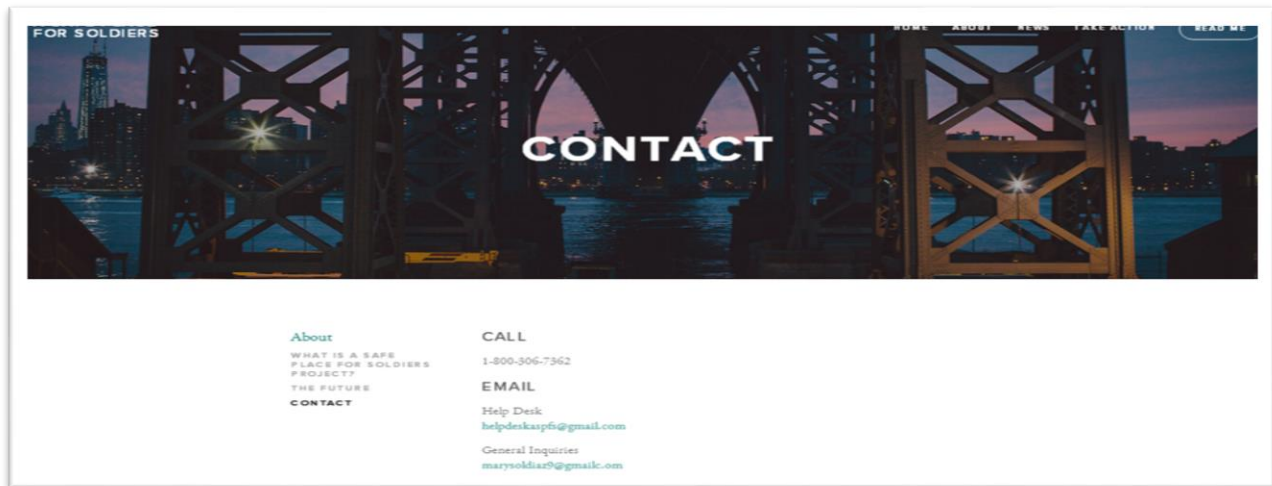 FOR SOLDIERS
HOME ABOUT NEWS TAKE ACTION READ ME
CONTACT
About
WHAT IS A SAFE
PLACE FOR SOLDIERS
PROJECT?
THE FUTURE
CONTACT
CALL
1-800-306-7362
EMAIL
Help Desk
helpdeskaspfs@gmail.com
General Inquiries
marysoldiaz9@gmailc.om